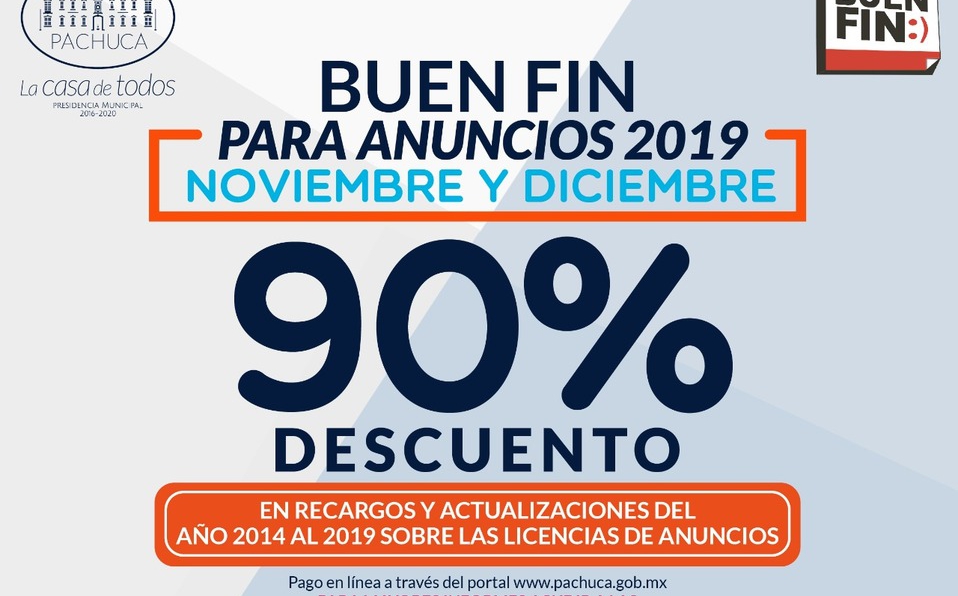 PACHUCA
La casa de todos
PRESIDENCIA MUNICIPAL
2016-2020
BUEN
FIN:)
BUEN FIN
PARA ANUNCIOS 2019
NOVIEMBRE Y DICIEMBRE
90%
DESCUENTO
EN RECARGOS Y ACTUALIZACIONES DEL
AÑO 2014 AL 2019 SOBRE LAS LICENCIAS DE ANUNCIOS
Pago en línea a través del portal www.pachuca.gob.mx